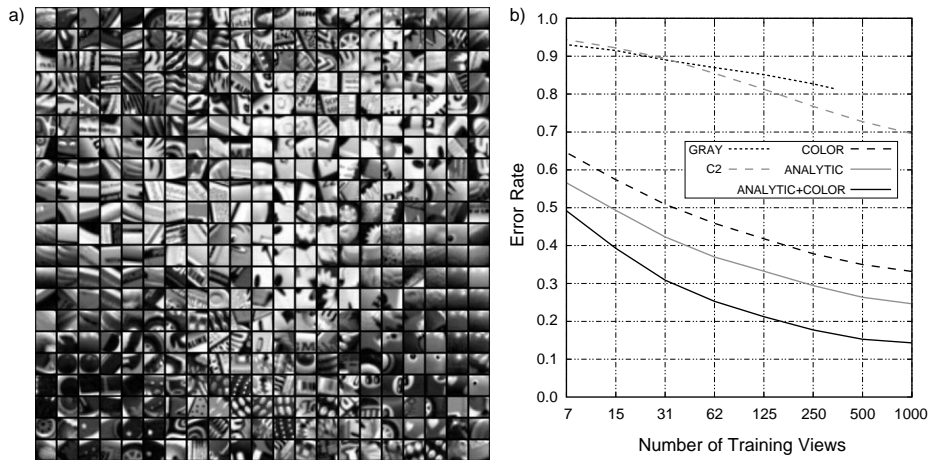 a)
b)
1.0
0.9
0.8
0.7
0.6
0.5
0.4
0.3
0.2
0.1
0.0
Error Rate
GRAY
COLOR
C2
ANALYTIC
ANALYTIC+COLOR
7 15 31 62 125 250 500 1000
Number of Training Views